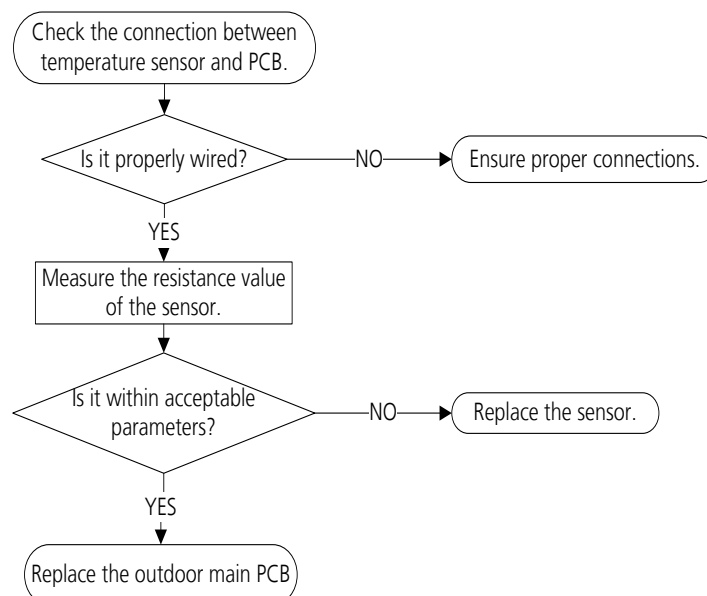 Check the connection between
temperature sensor and PCB.
Is it properly wired?
NO
Ensure proper connections.
YES
Measure the resistance value
of the sensor.
Is it within acceptable
parameters?
NO
Replace the sensor.
YES
Replace the outdoor main PCB